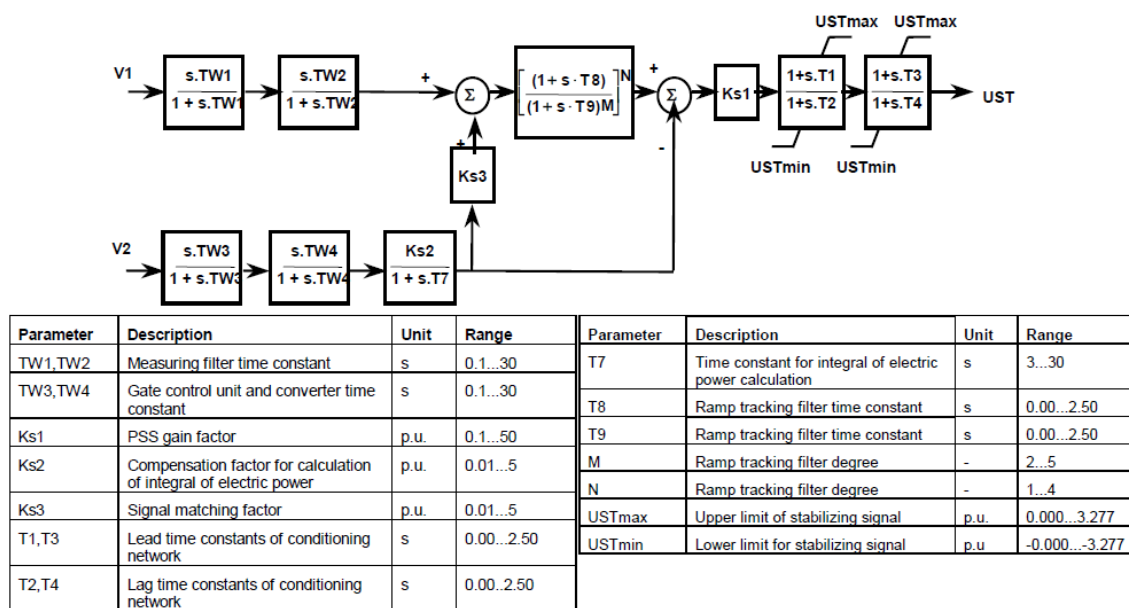 USTmax
USTmax
V1
s.TW1
1 + s.TW1
s.TW2
1 + s.TW2
+
Σ
(1 + s · T8)
(1 + s · T9)M
N
+
Σ
Ks1
1+s.T1
1+s.T2
1+s.T3
1+s.T4
UST
+
-
USTmin
USTmin
Ks3
V2
s.TW3
1 + s.TW3
s.TW4
1 + s.TW4
Ks2
1 + s.T7
Parameter Description Unit Range
TW1,TW2 Measuring filter time constant s 0.1...30
TW3,TW4 Gate control unit and converter time s 0.1...30
constant
Ks1 PSS gain factor p.u. 0.1...50
Ks2 Compensation factor for calculation p.u. 0.01...5
of integral of electric power
Ks3 Signal matching factor p.u. 0.01...5
T1,T3 Lead time constants of conditioning s 0.00...2.50
network
T2,T4 Lag time constants of conditioning s 0.00...2.50
network
Parameter Description Unit Range
T7 Time constant for integral of electric s 3...30
power calculation
T8 Ramp tracking filter time constant s 0.00...2.50
T9 Ramp tracking filter time constant s 0.00...2.50
M Ramp tracking filter degree - 2...5
N Ramp tracking filter degree - 1...4
USTmax Upper limit of stabilizing signal p.u. 0.000...3.277
USTmin Lower limit for stabilizing signal p.u -0.000...-3.277